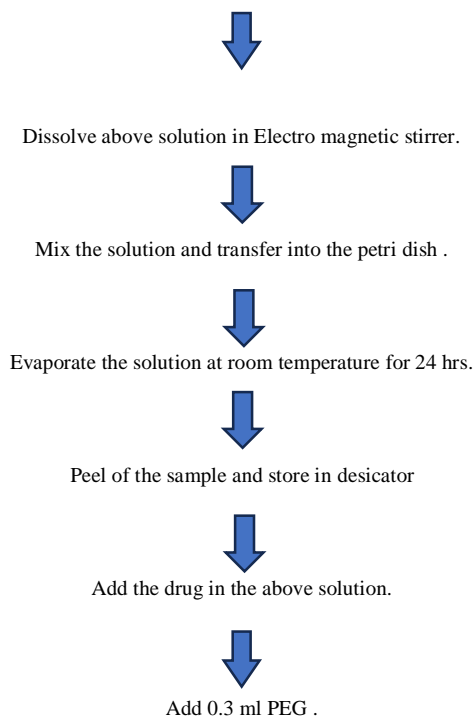 Dissolve above solution in Electro magnetic stirrer.
Mix the solution and transfer into the petri dish .
Evaporate the solution at room temperature for 24 hrs.
Peel of the sample and store in desicator
Add the drug in the above solution.
Add 0.3 ml PEG .